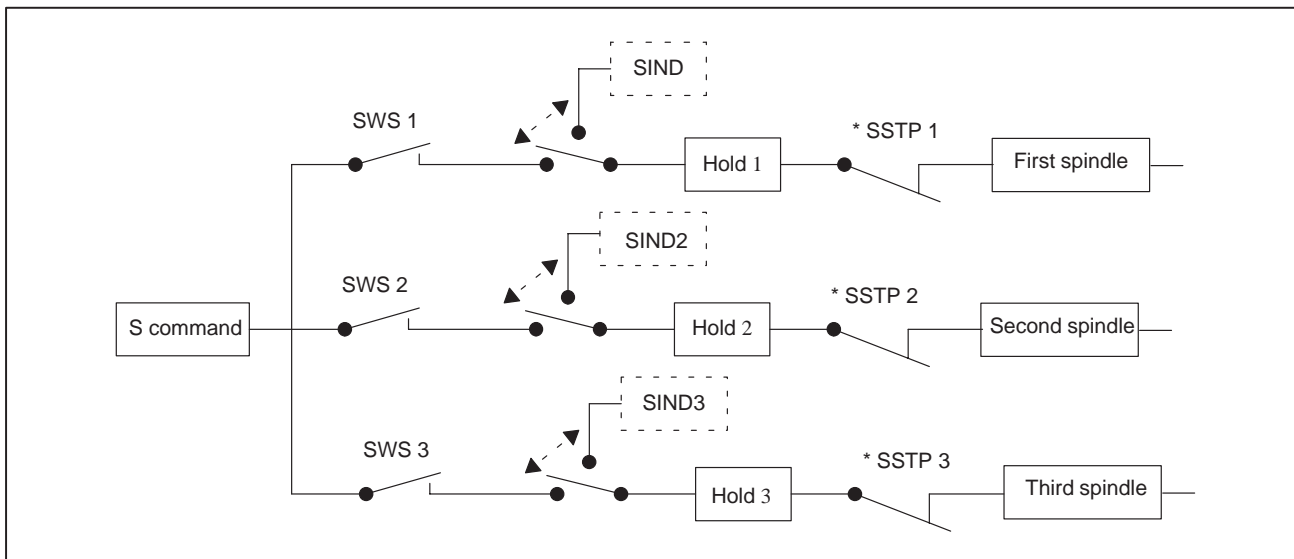 SIND
SWS 1
* SSTP 1
Hold 1
First spindle
SIND2
SWS 2
* SSTP 2
S command
Hold 2
Second spindle
SIND3
SWS 3
* SSTP 3
Hold 3
Third spindle